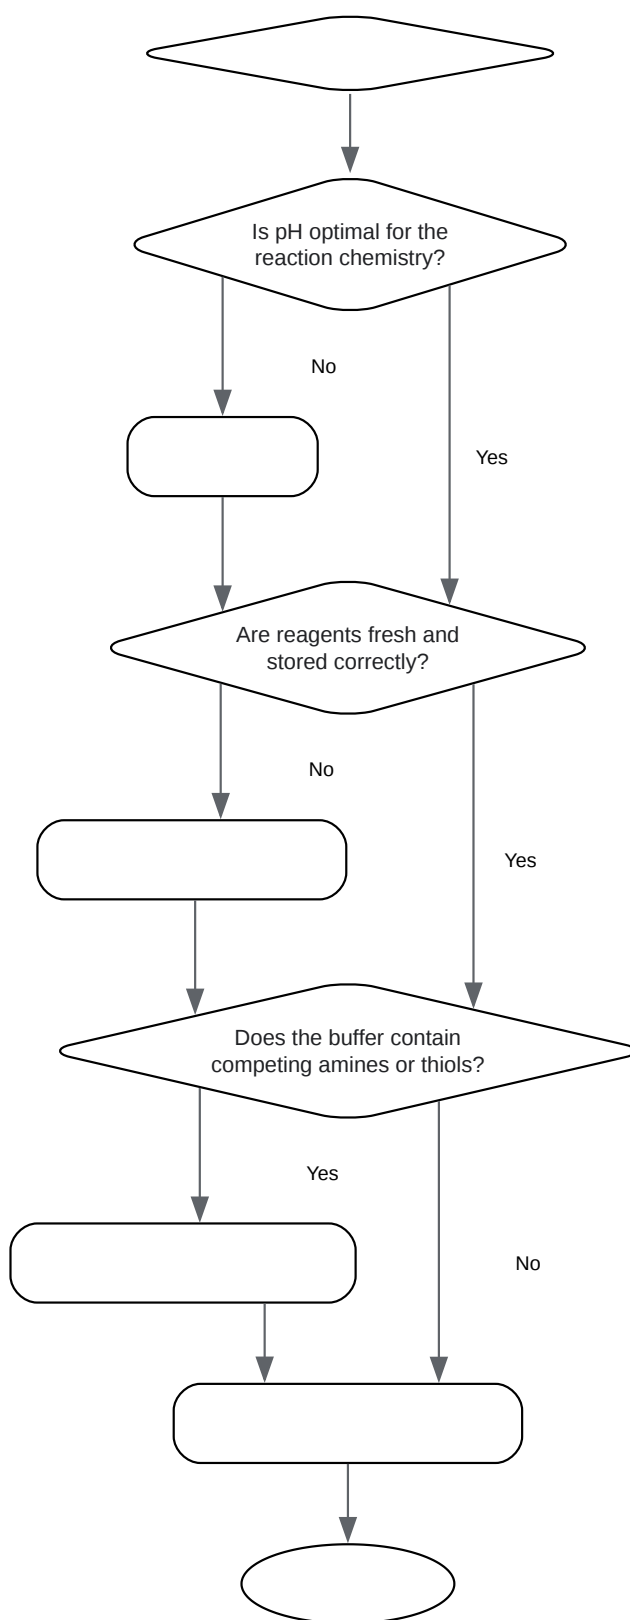 Is pH optimal for the
reaction chemistry?
No
Yes
Are reagents fresh and
stored correctly?
No
Yes
Does the buffer contain
competing amines or thiols?
Yes
No